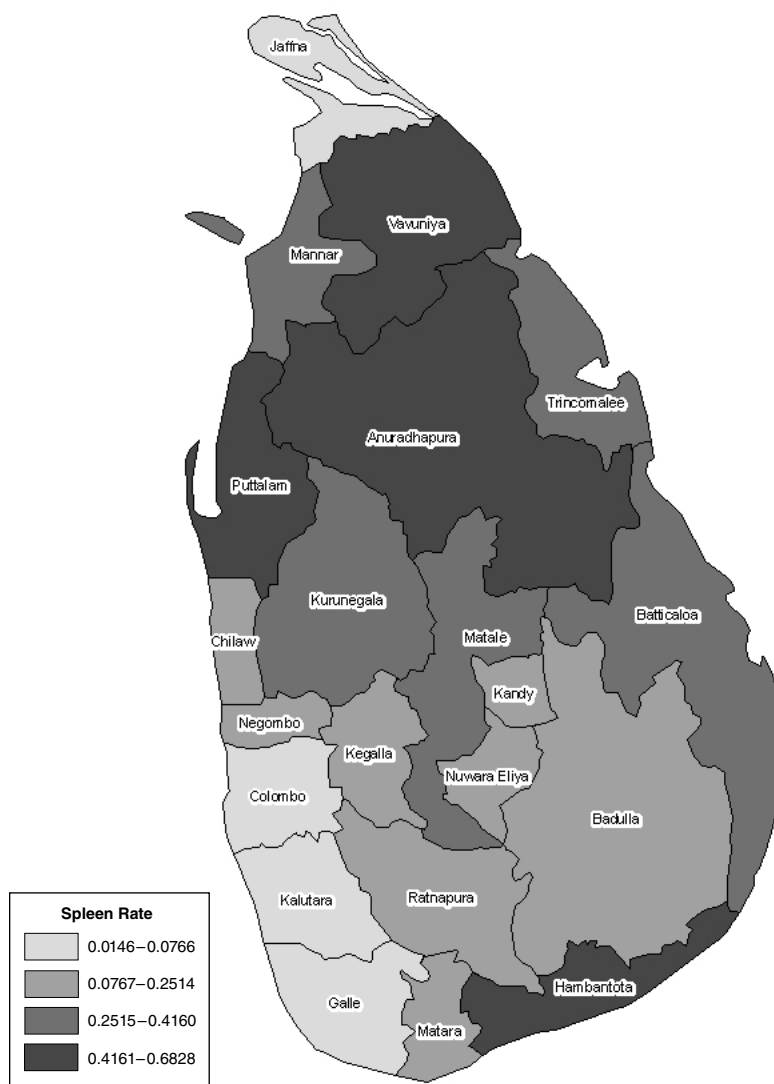 Jaffna
Vavuniya
Mannar
Trincomalee
Anuradhapura
Puttalam
Kurunegala
Batticaloa
Chilaw
Matale
Kandy
Negombo
Kegalla
Nuwara Eliya
Colombo
Badulla
Kalutara
Ratnapura
Hambantota
Galle
Matara
Spleen Rate
0.0146–0.0766
0.0767–0.2514
0.2515–0.4160
0.4161–0.6828